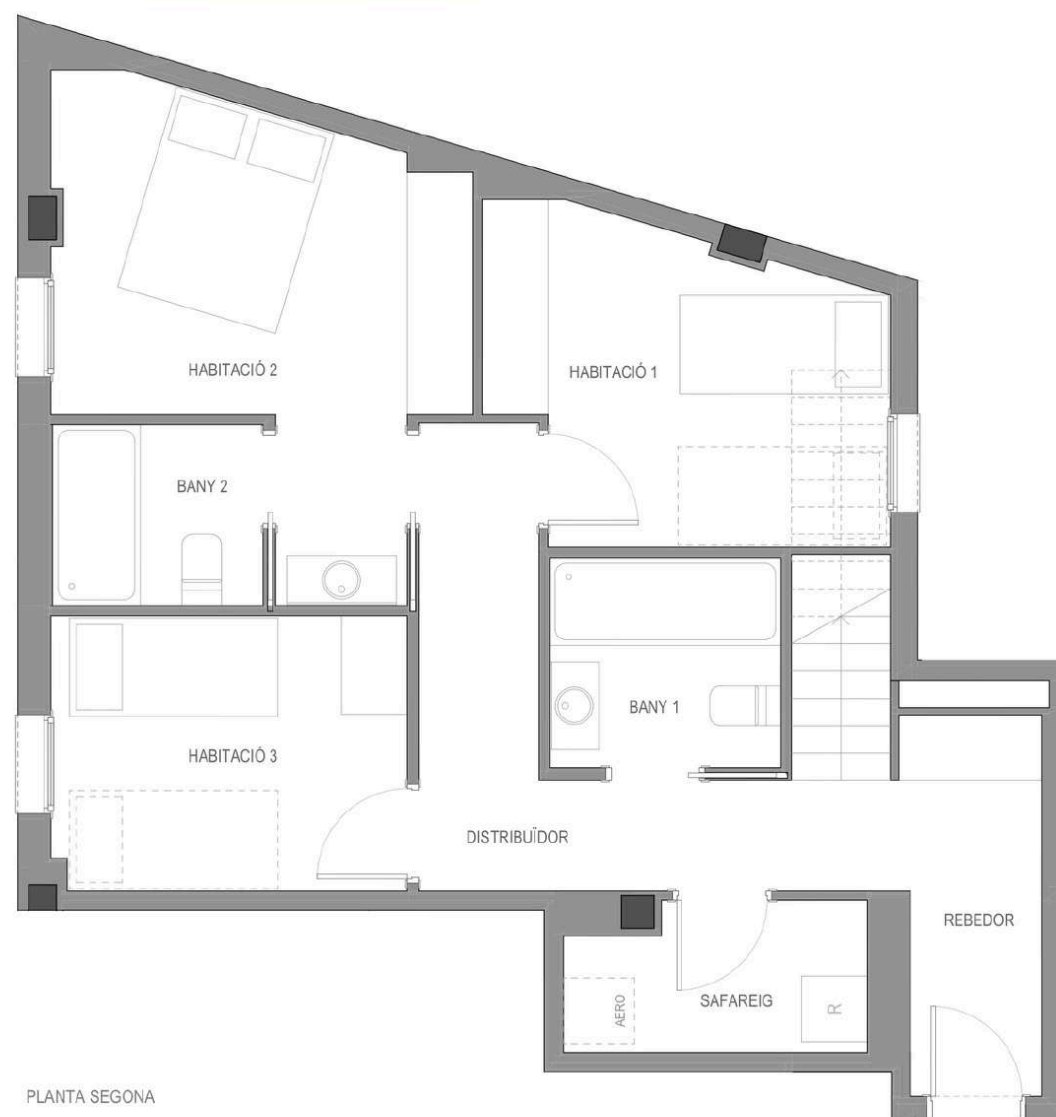 HABITACIÓ 2
HABITACIÓ 1
BANY 2
BANY 1
HABITACIÓ 3
DISTRIBUÏDOR
REBEDOR
SAFAREIG
AERO
R
PLANTA SEGONA